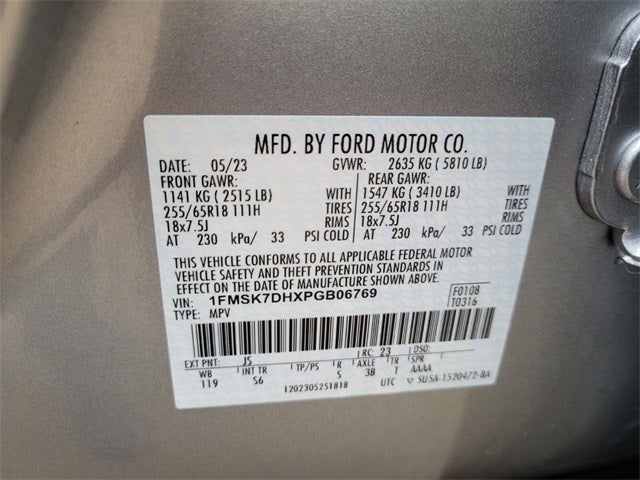 MFD. BY FORD MOTOR CO.
DATE: 05/23 GVWR: 2635 KG ( 5810 LB)
FRONT GAWR: REAR GAWR:
1141 KG ( 2515 LB) WITH 1547 KG ( 3410 LB) WITH
255/65R18 111H TIRES 255/65R18 111H TIRES
18x7.5J RIMS 18x7.5J RIMS
AT 230 kPa/ 33 PSI COLD AT 230 kPa/ 33 PSI COLD
THIS VEHICLE CONFORMS TO ALL APPLICABLE FEDERAL MOTOR
VEHICLE SAFETY AND THEFT PREVENTION STANDARDS IN
EFFECT ON THE DATE OF MANUFACTURE SHOWN ABOVE.
VIN: 1FMSK7DHXPGB06769 F0108
TYPE: MPV T0316
EXT PNT: JS RC: 23 DSO:
WB INT TR TP/PS R AXLE TR SPR
119 S6 S 3B T AAAA
1202305251818 UTC ▽ 5U5A-1520472-BA